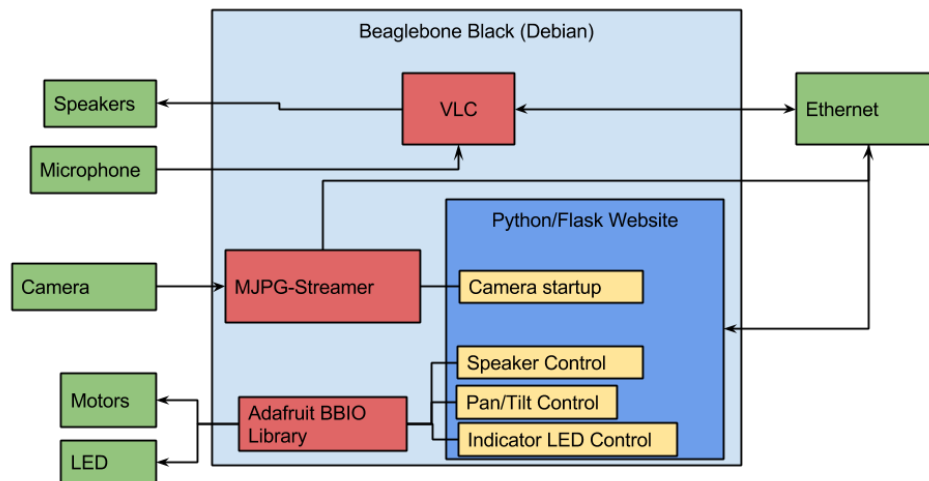 Beaglebone Black (Debian)
Speakers
VLC
Ethernet
Microphone
Python/Flask Website
Camera
MJPG-Streamer
Camera startup
Speaker Control
Motors
Adafruit BBIO
Library
Pan/Tilt Control
Indicator LED Control
LED